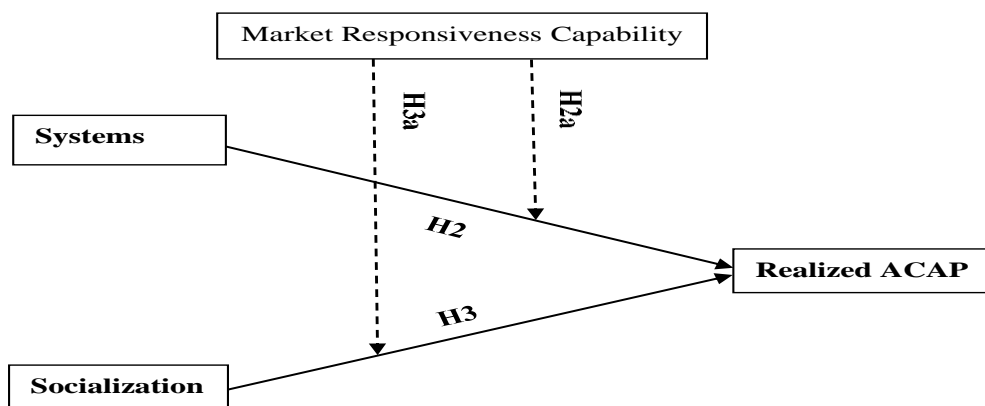 Market Responsiveness Capability
H3a
H2a
Systems
H2
Realized ACAP
H3
Socialization